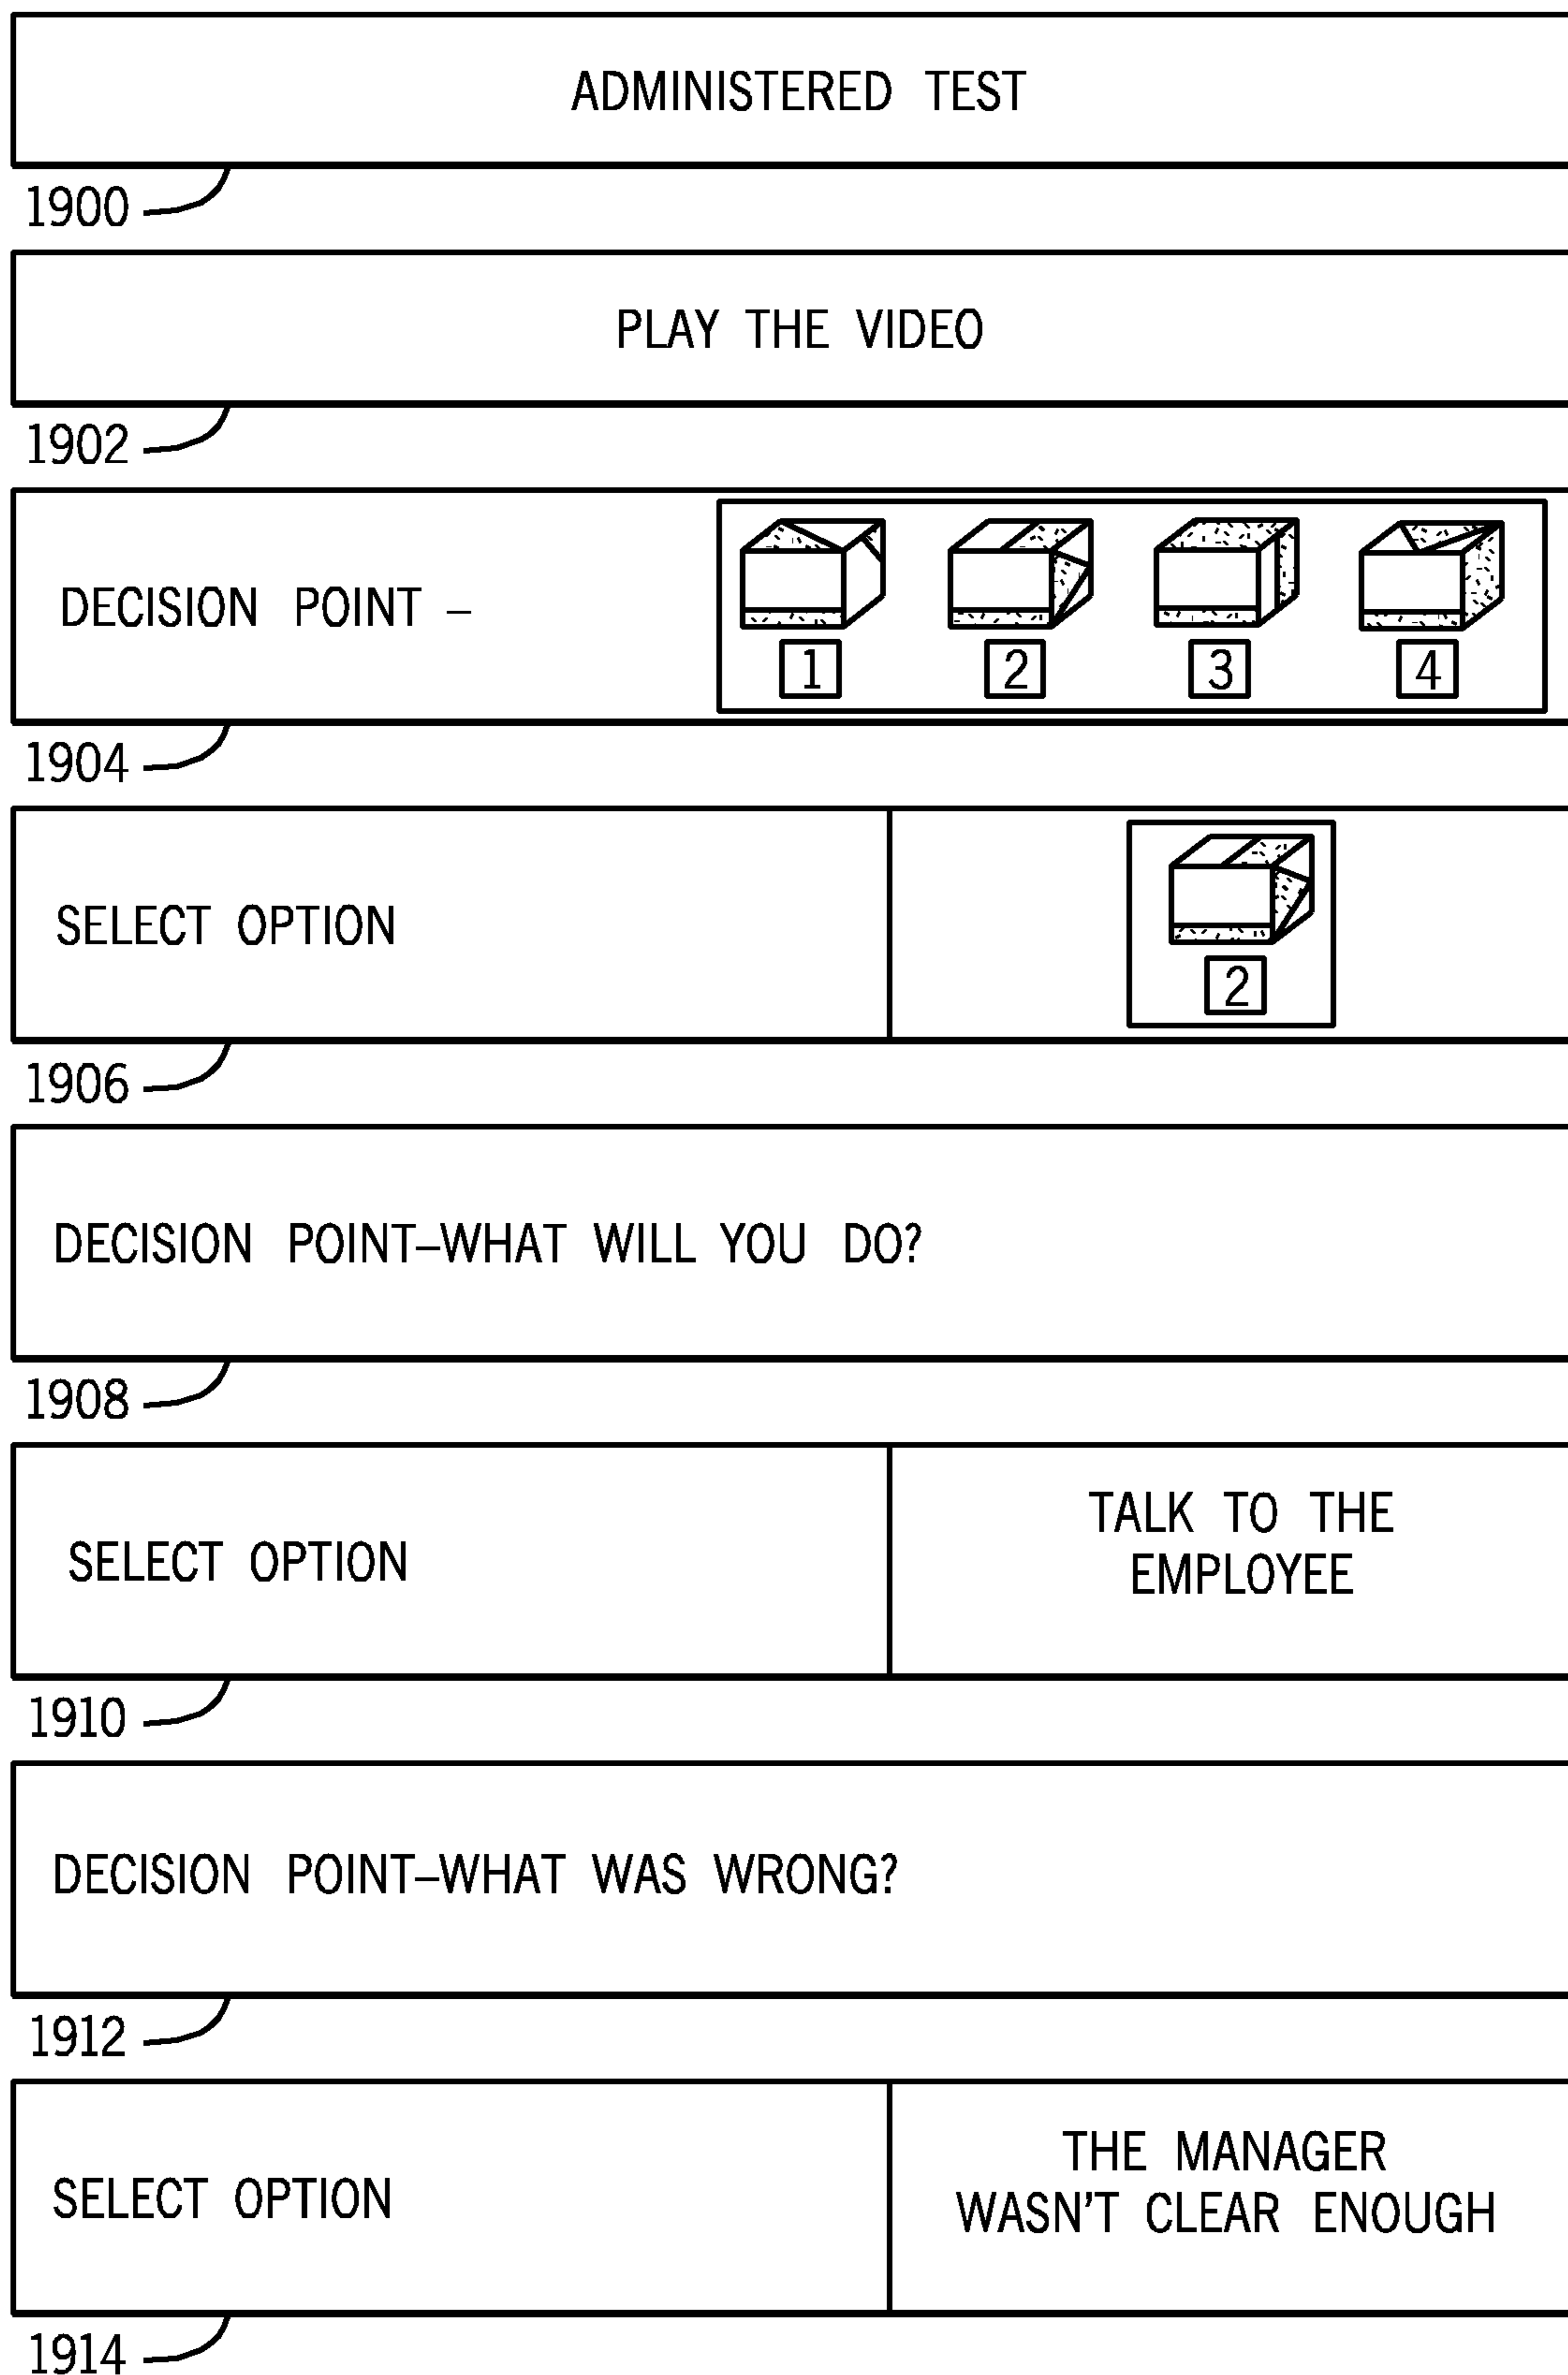 ADMINISTERED TEST
1900
PLAY THE VIDEO
1902
DECISION POINT –
1 2 3 4
1904
SELECT OPTION
2
1906
DECISION POINT–WHAT WILL YOU DO?
1908
SELECT OPTION
TALK TO THE
EMPLOYEE
1910
DECISION POINT–WHAT WAS WRONG?
1912
SELECT OPTION
THE MANAGER
WASN'T CLEAR ENOUGH
1914